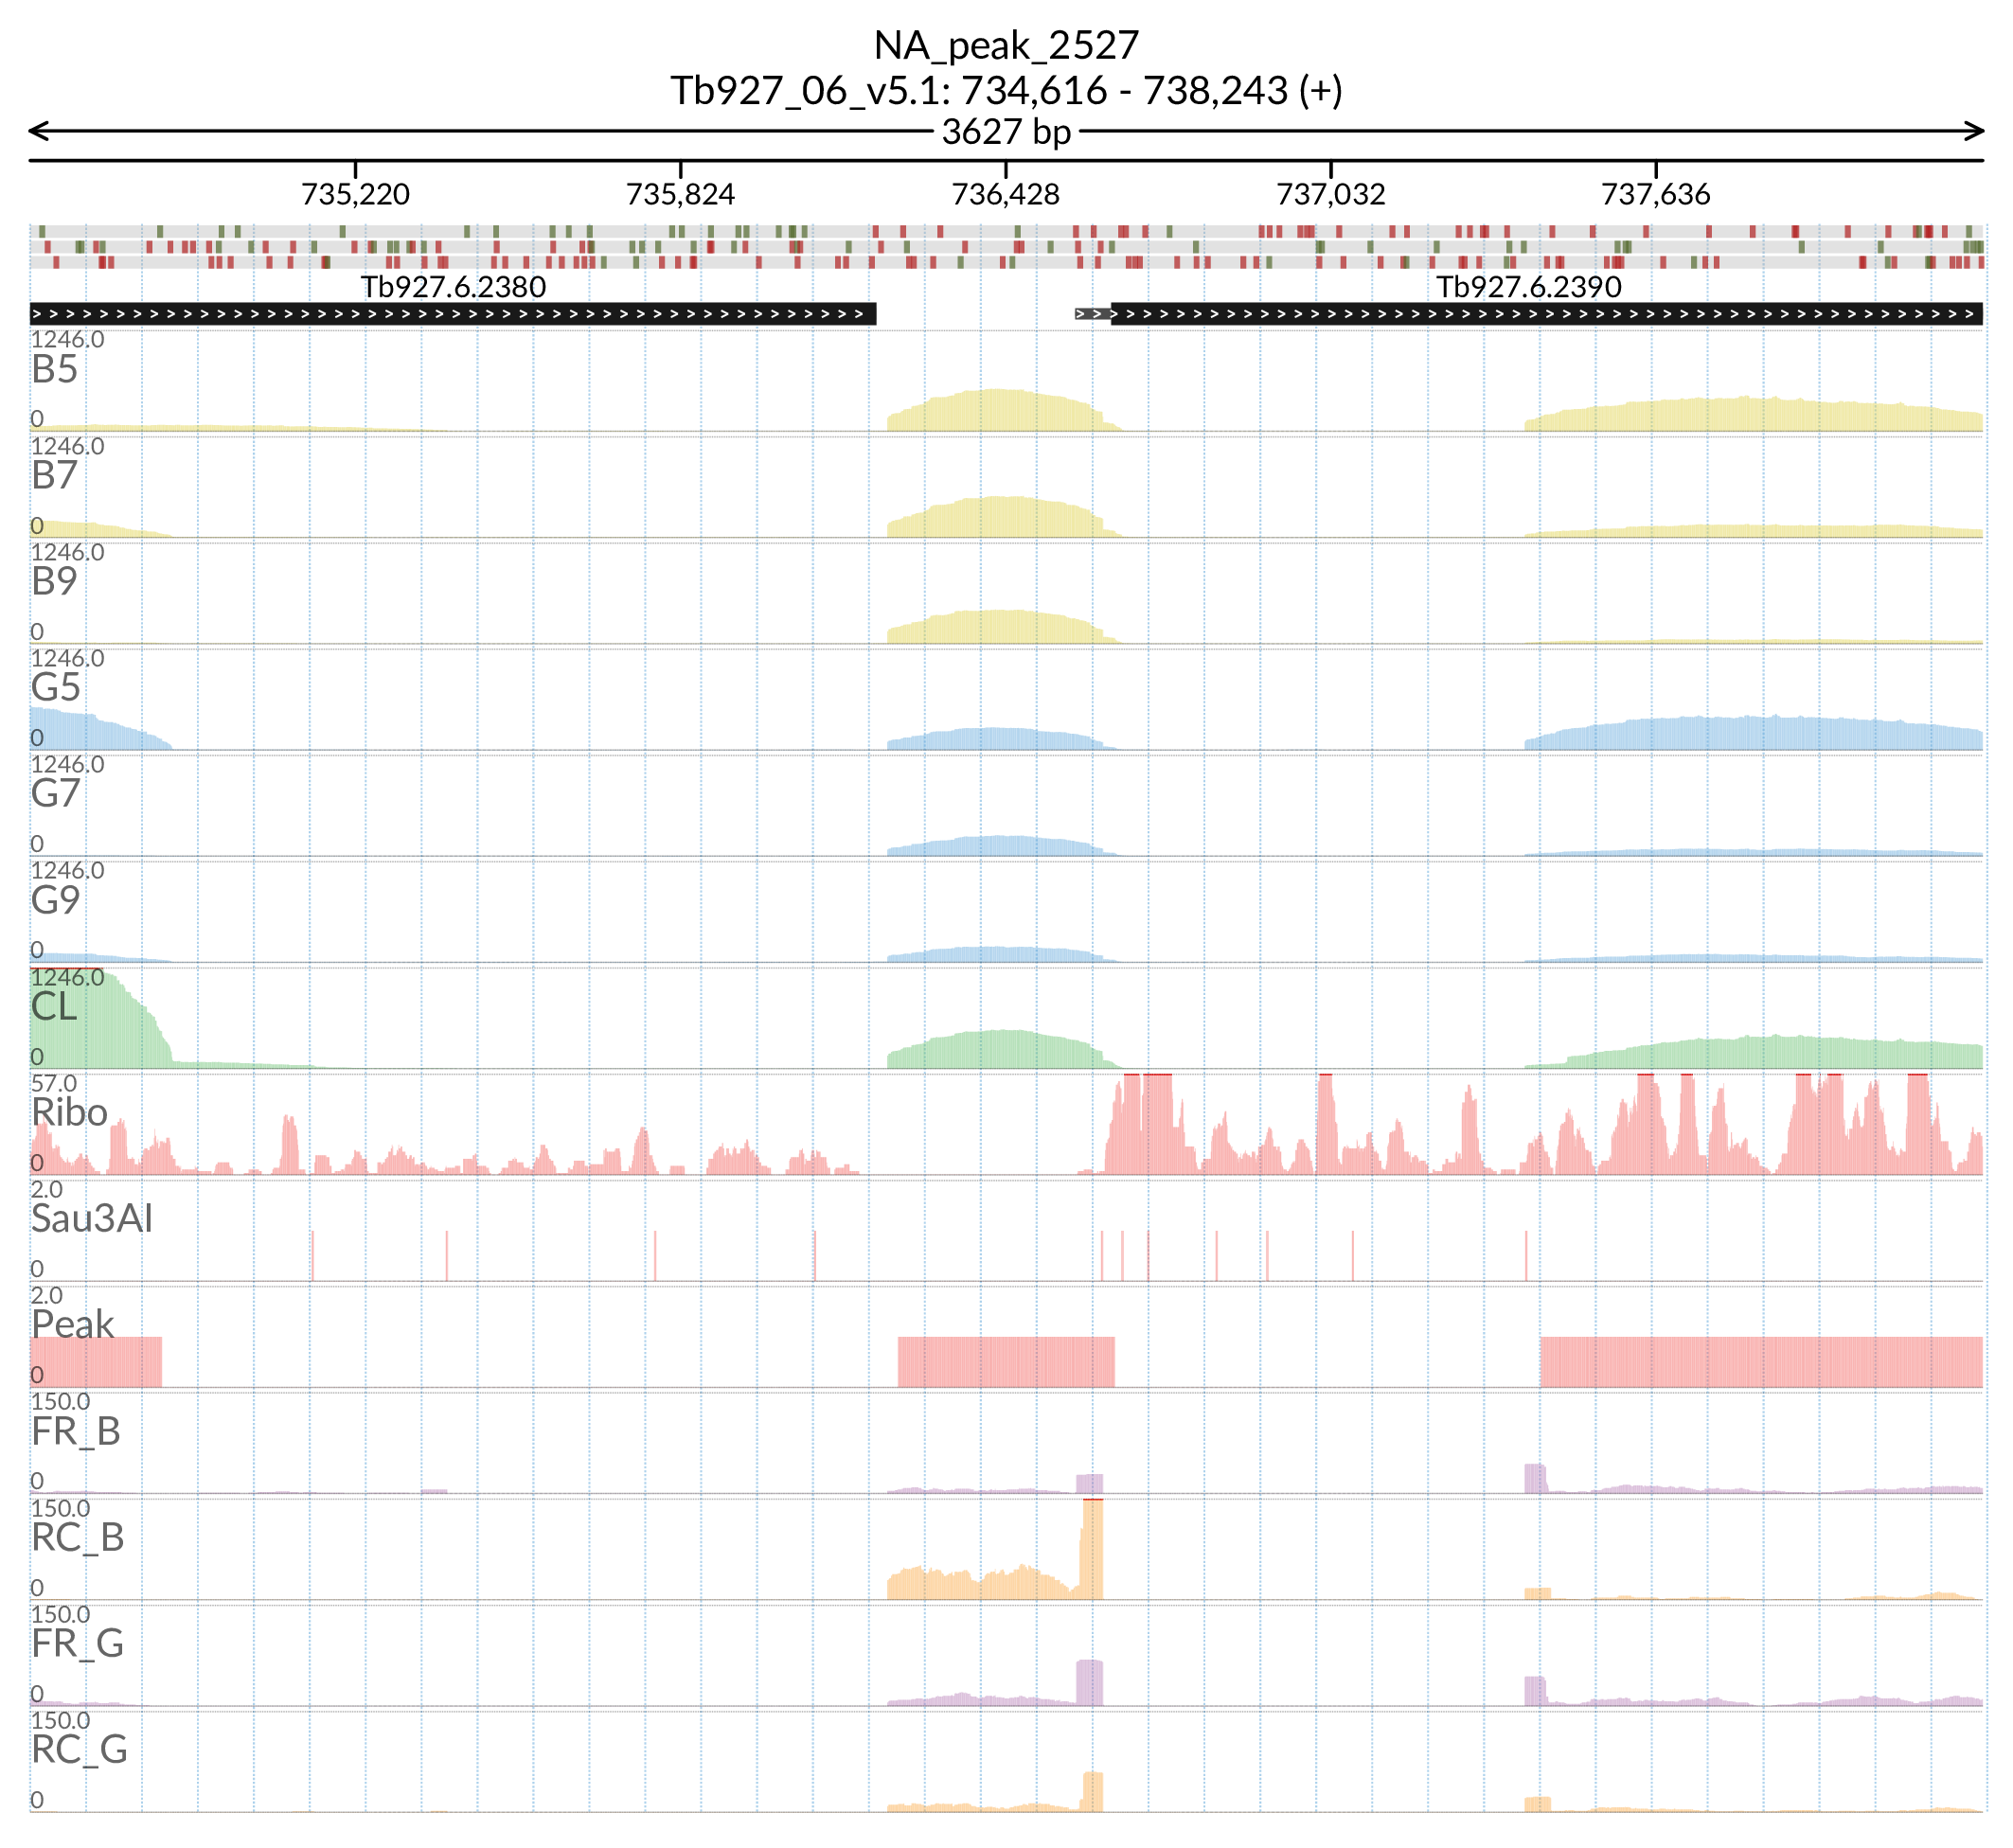 NA_peak_2527
Tb927_06_v5.1: 734,616 - 738,243 (+)
3627 bp
735,220 735,824 736,428 737,032 737,636
Tb927.6.2380 Tb927.6.2390
1246.0
B5
0
1246.0
B7
0
1246.0
B9
0
1246.0
G5
0
1246.0
G7
0
1246.0
G9
0
1246.0
CL
0
57.0
Ribo
0
2.0
Sau3AI
0
2.0
Peak
0
150.0
FR_B
0
150.0
RC_B
0
150.0
FR_G
0
150.0
RC_G
0